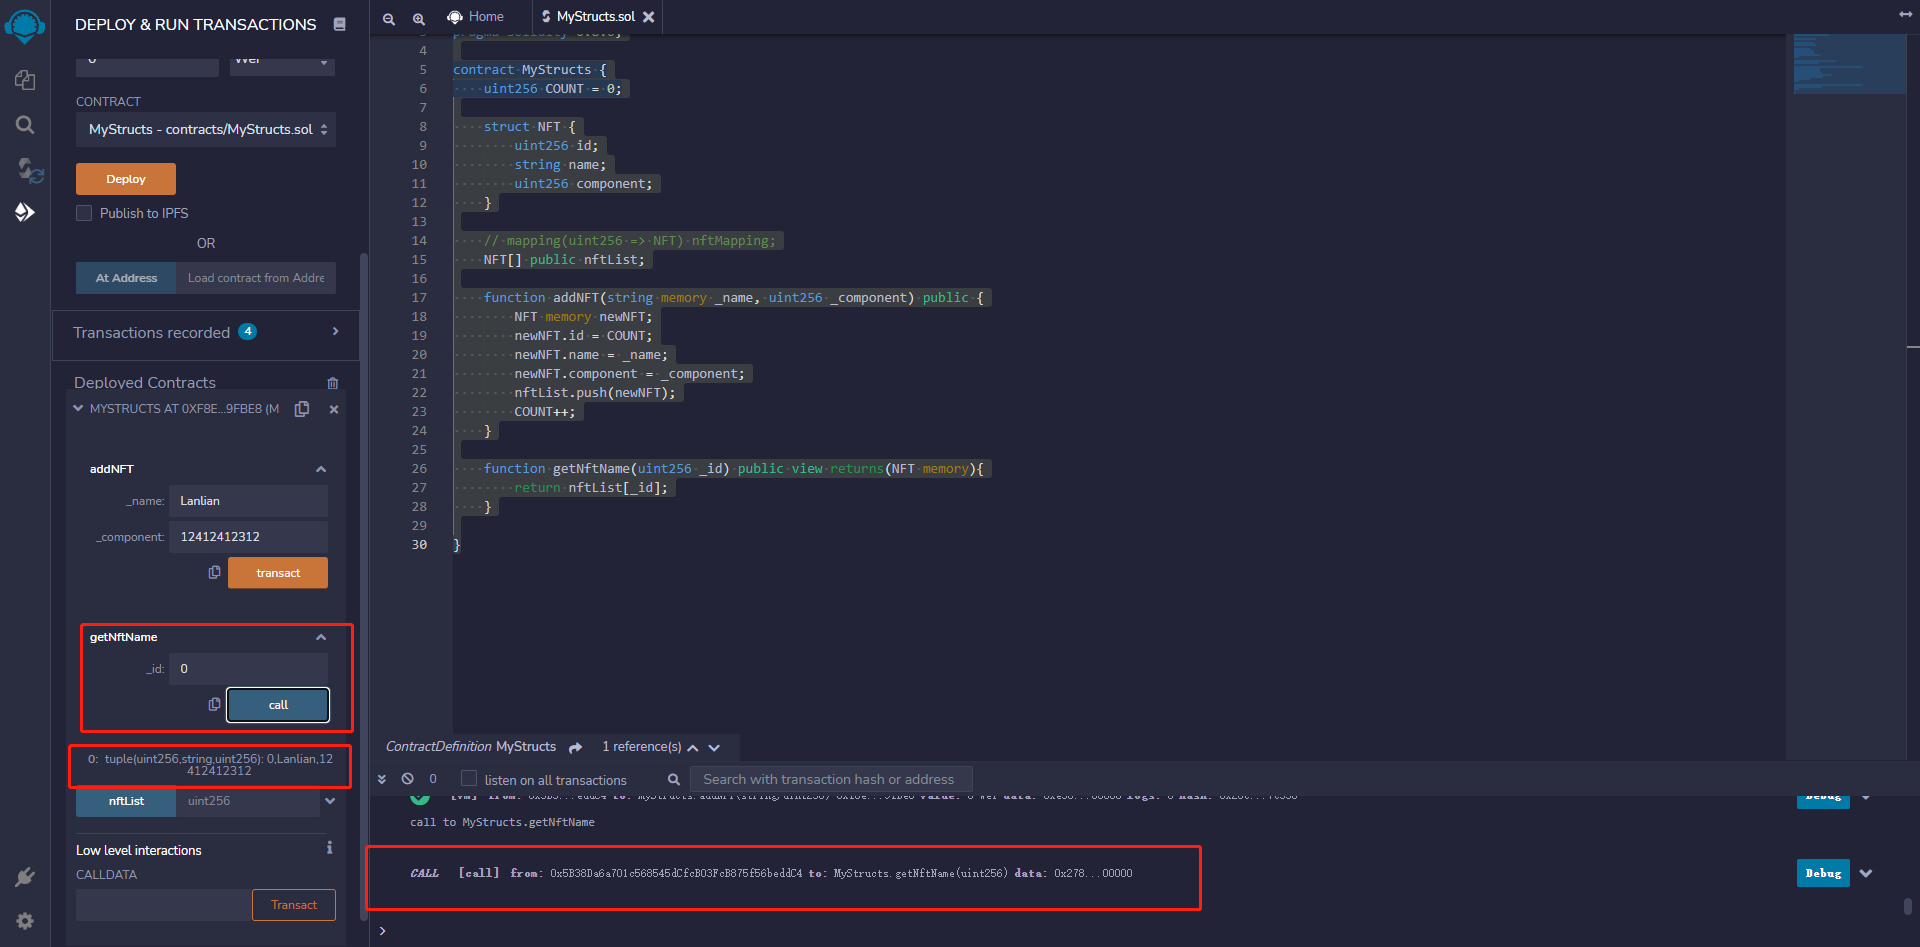 DEPLOY & RUN TRANSACTIONS
0
Wei
CONTRACT
MyStructs - contracts/MyStructs.sol
Deploy
Publish to IPFS
OR
At Address
Load contract from Addre
Transactions recorded 4
Deployed Contracts
MYSTRUCTS AT 0XF8E...9FBE8 (M
addNFT
_name: Lanlian
_component: 12412412312
transact
getNftName
_id: 0
call
0: tuple(uint256,string,uint256): 0,Lanlian,12
412412312
nftList uint256
Low level interactions
CALLDATA
Transact
Home
MyStructs.sol
4
5 contract MyStructs {
6 uint256 COUNT = 0;
7
8 struct NFT {
9 uint256 id;
10 string name;
11 uint256 component;
12 }
13
14 // mapping(uint256 => NFT) nftMapping;
15 NFT[] public nftList;
16
17 function addNFT(string memory _name, uint256 _component) public {
18 NFT memory newNFT;
19 newNFT.id = COUNT;
20 newNFT.name = _name;
21 newNFT.component = _component;
22 nftList.push(newNFT);
23 COUNT++;
24 }
25
26 function getNftName(uint256 _id) public view returns(NFT memory){
27 return nftList[_id];
28 }
29
30 }
ContractDefinition MyStructs 1 reference(s)
0 listen on all transactions Search with transaction hash or address
Debug
call to MyStructs.getNftName
CALL [call] from: 0x5B38Da6a701c568545dCfcB03FcB875f56beddC4 to: MyStructs.getNftName(uint256) data: 0x278...00000
Debug
>